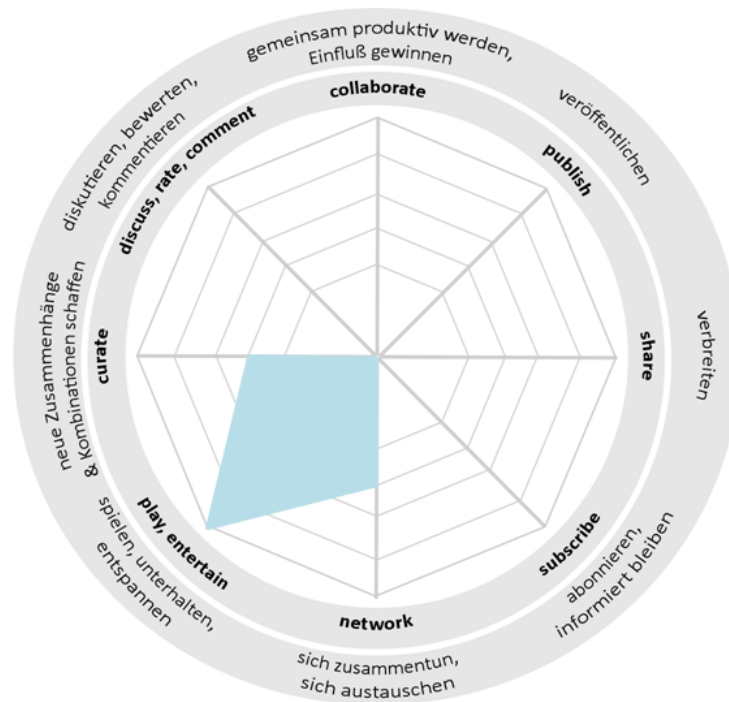 gemeinsam produktiv werden,
Einfluß gewinnen
collaborate
veröffentlichen
publish
verbreiten
share
abonnieren,
informiert bleiben
subscribe
network
sich zusammentun,
sich austauschen
play, entertain
spielen, unterhalten,
entspannen
neue Zusammenhänge
& Kombinationen schaffen
curate
diskutieren, bewerten,
kommentieren
discuss, rate, comment